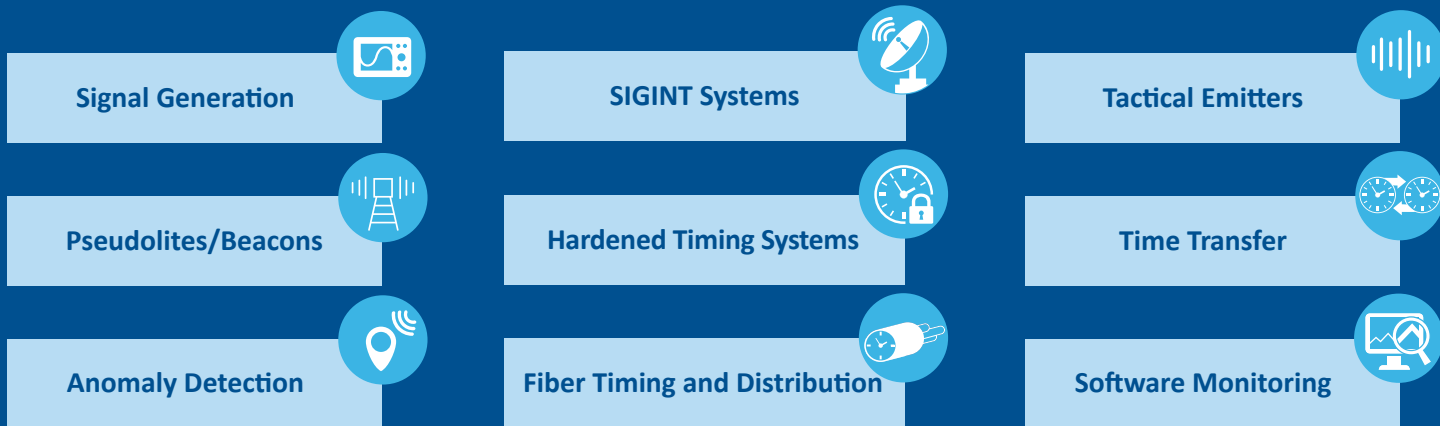 Signal Generation
SIGINT Systems
Tactical Emitters
Pseudolites/Beacons
Hardened Timing Systems
Time Transfer
Anomaly Detection
Fiber Timing and Distribution
Software Monitoring